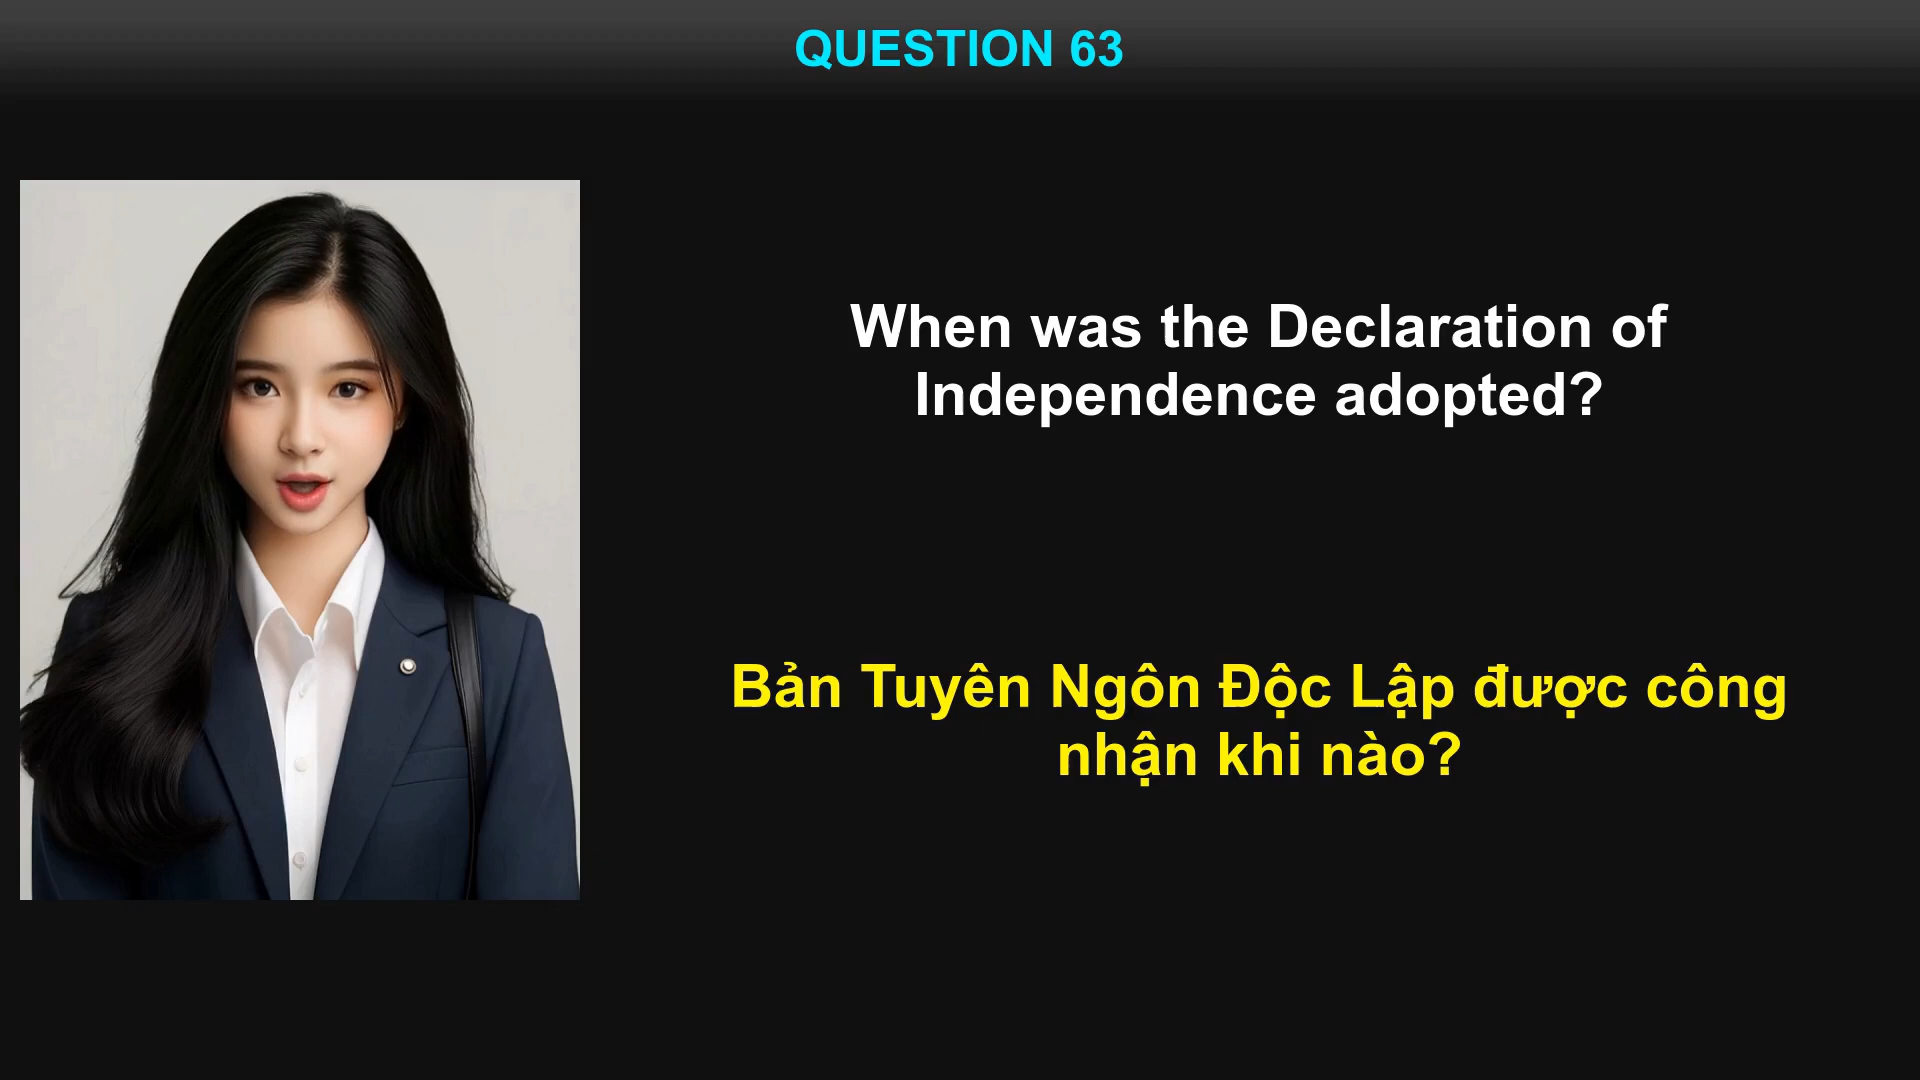 QUESTION 63
When was the Declaration of
Independence adopted?
Bản Tuyên Ngôn Độc Lập được công
nhận khi nào?